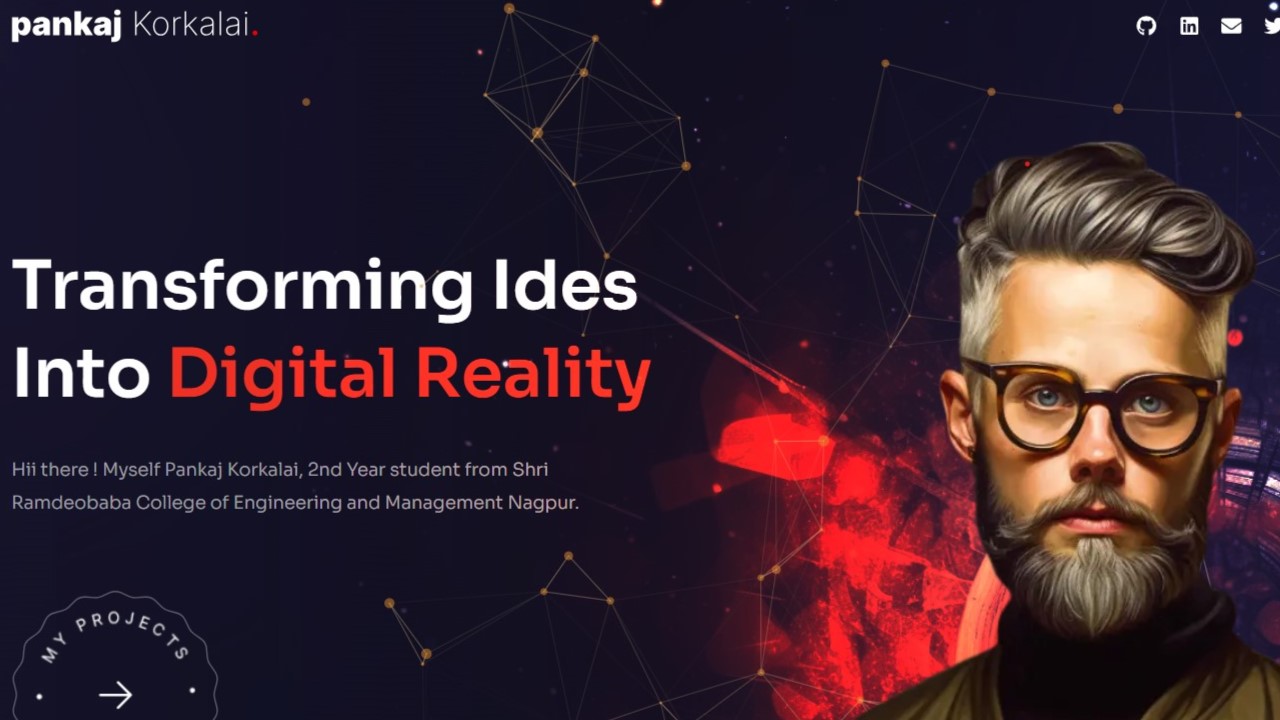 pankaj Korkalai.
Transforming Ides
Into Digital Reality
Hii there ! Myself Pankaj Korkalai, 2nd Year student from Shri
Ramdeobaba College of Engineering and Management Nagpur.
MY PROJECTS